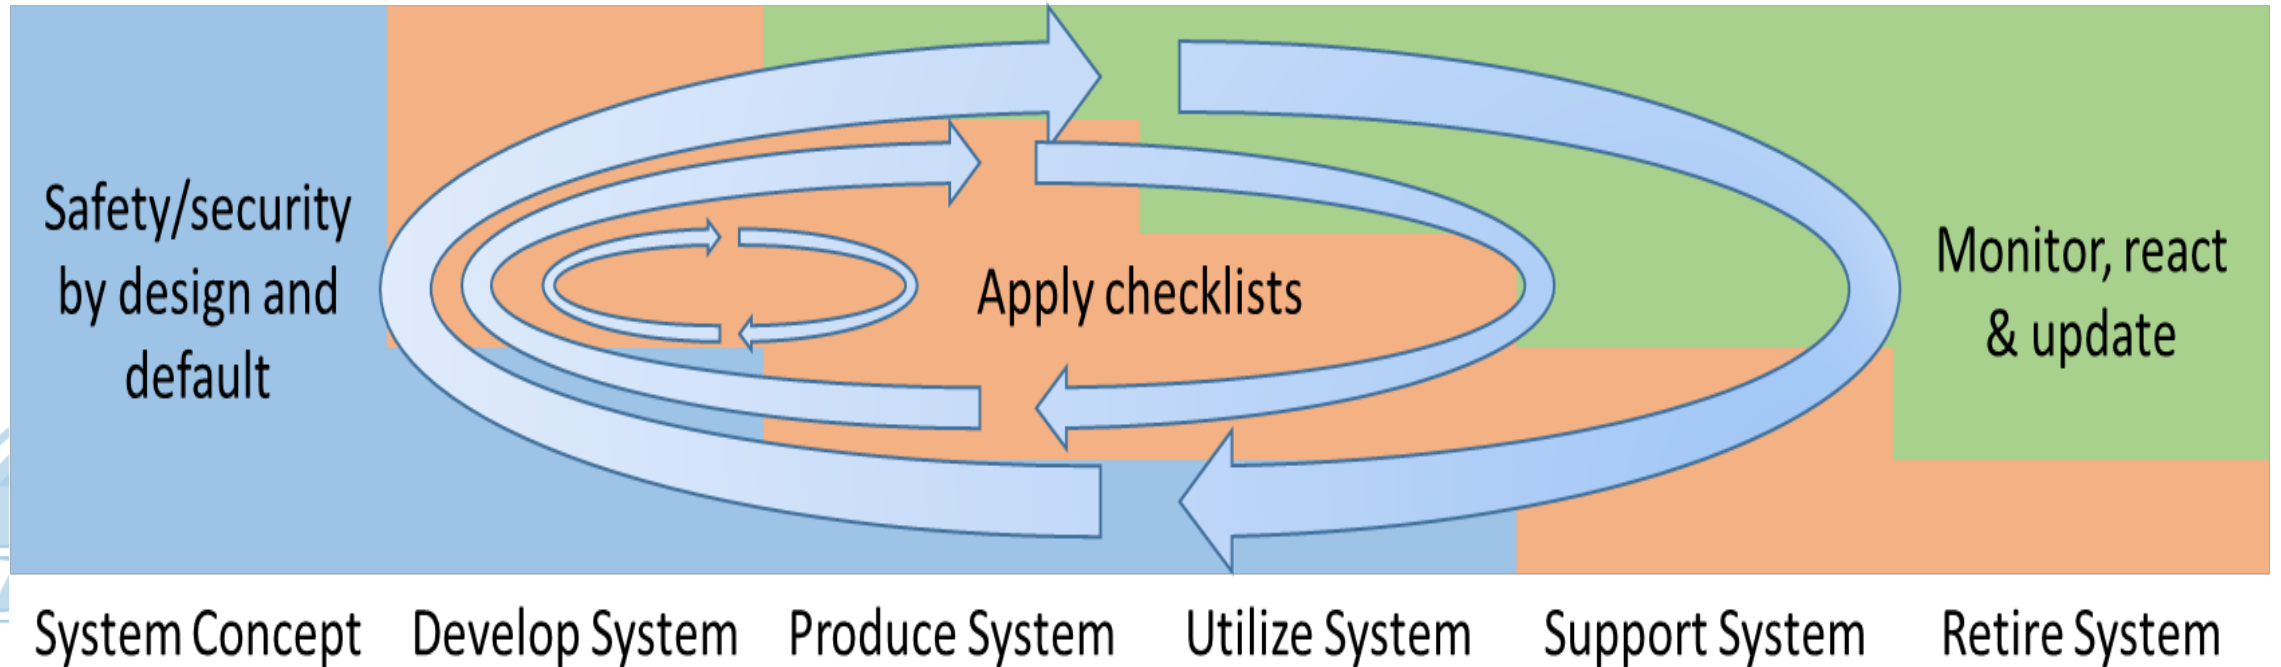 Safety/security
by design and
default
Apply checklists
Monitor, react
& update
System Concept
Develop System
Produce System
Utilize System
Support System
Retire System